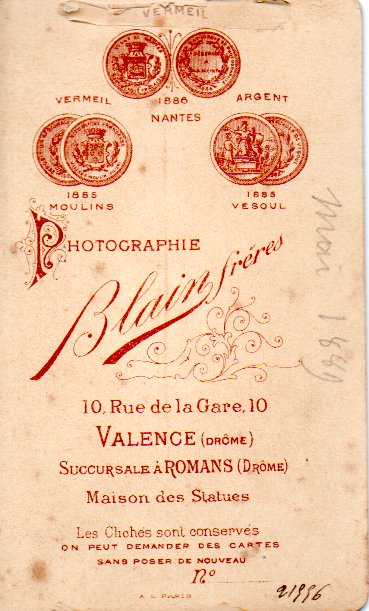 VERMEIL
VERMEIL 1886 ARGENT
NANTES
1885 1885
MOULINS VESOUL
PHOTOGRAPHIE
Blain frères
10, Rue de la Gare, 10
VALENCE (DRÔME)
SUCCURSALE À ROMANS (DRÔME)
Maison des Statues
Les Clichés sont conservés
ON PEUT DEMANDER DES CARTES
SANS POSER DE NOUVEAU
No
A. L. PARIS
21996
Mai